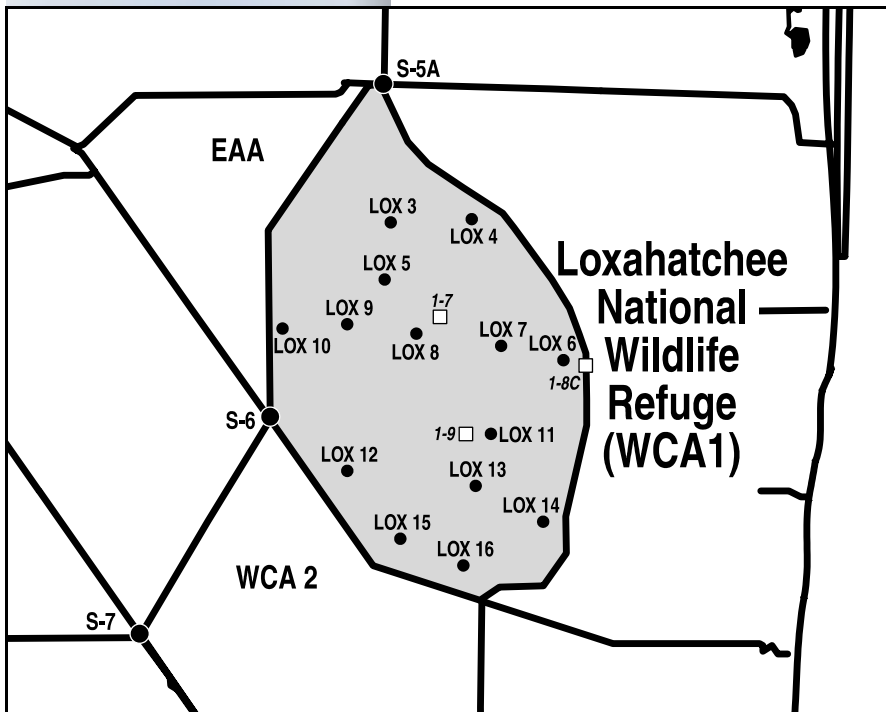 S-5A
EAA
LOX 3
LOX 4
LOX 5
Loxahatchee
National
Wildlife
Refuge
(WCA1)
1-7
LOX 9
LOX 10
LOX 8
LOX 7
LOX 6
1-8C
S-6
1-9
LOX 11
LOX 12
LOX 13
LOX 14
LOX 15
LOX 16
WCA 2
S-7